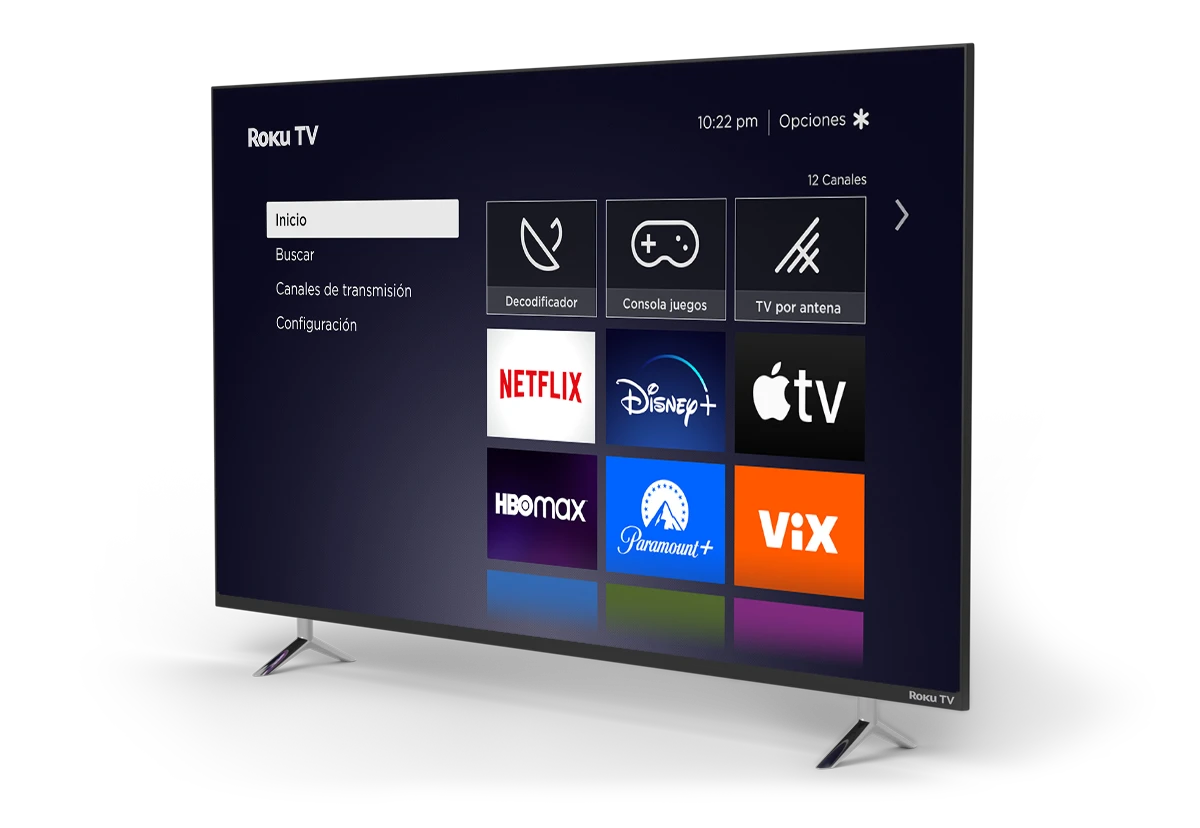 Roku TV
10:22 pm | Opciones *
12 Canales
Inicio
Buscar
Canales de transmisión
Configuración
Decodificador
Consola juegos
TV por antena
NETFLIX
Disney+
tv
HBOmax
Paramount+
ViX
Roku TV